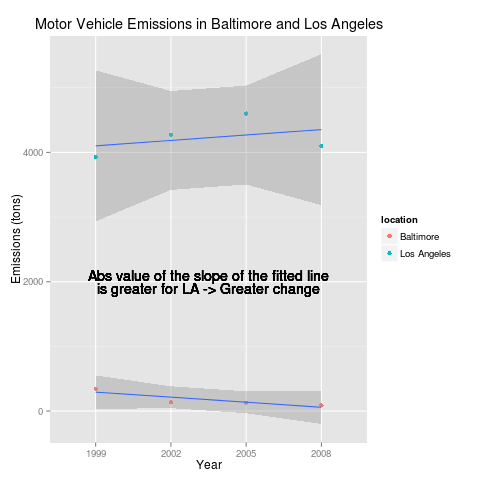 Motor Vehicle Emissions in Baltimore and Los Angeles
Emissions (tons)
4000
2000
0
Abs value of the slope of the fitted line
is greater for LA -> Greater change
1999 2002 2005 2008
Year
location
Baltimore
Los Angeles